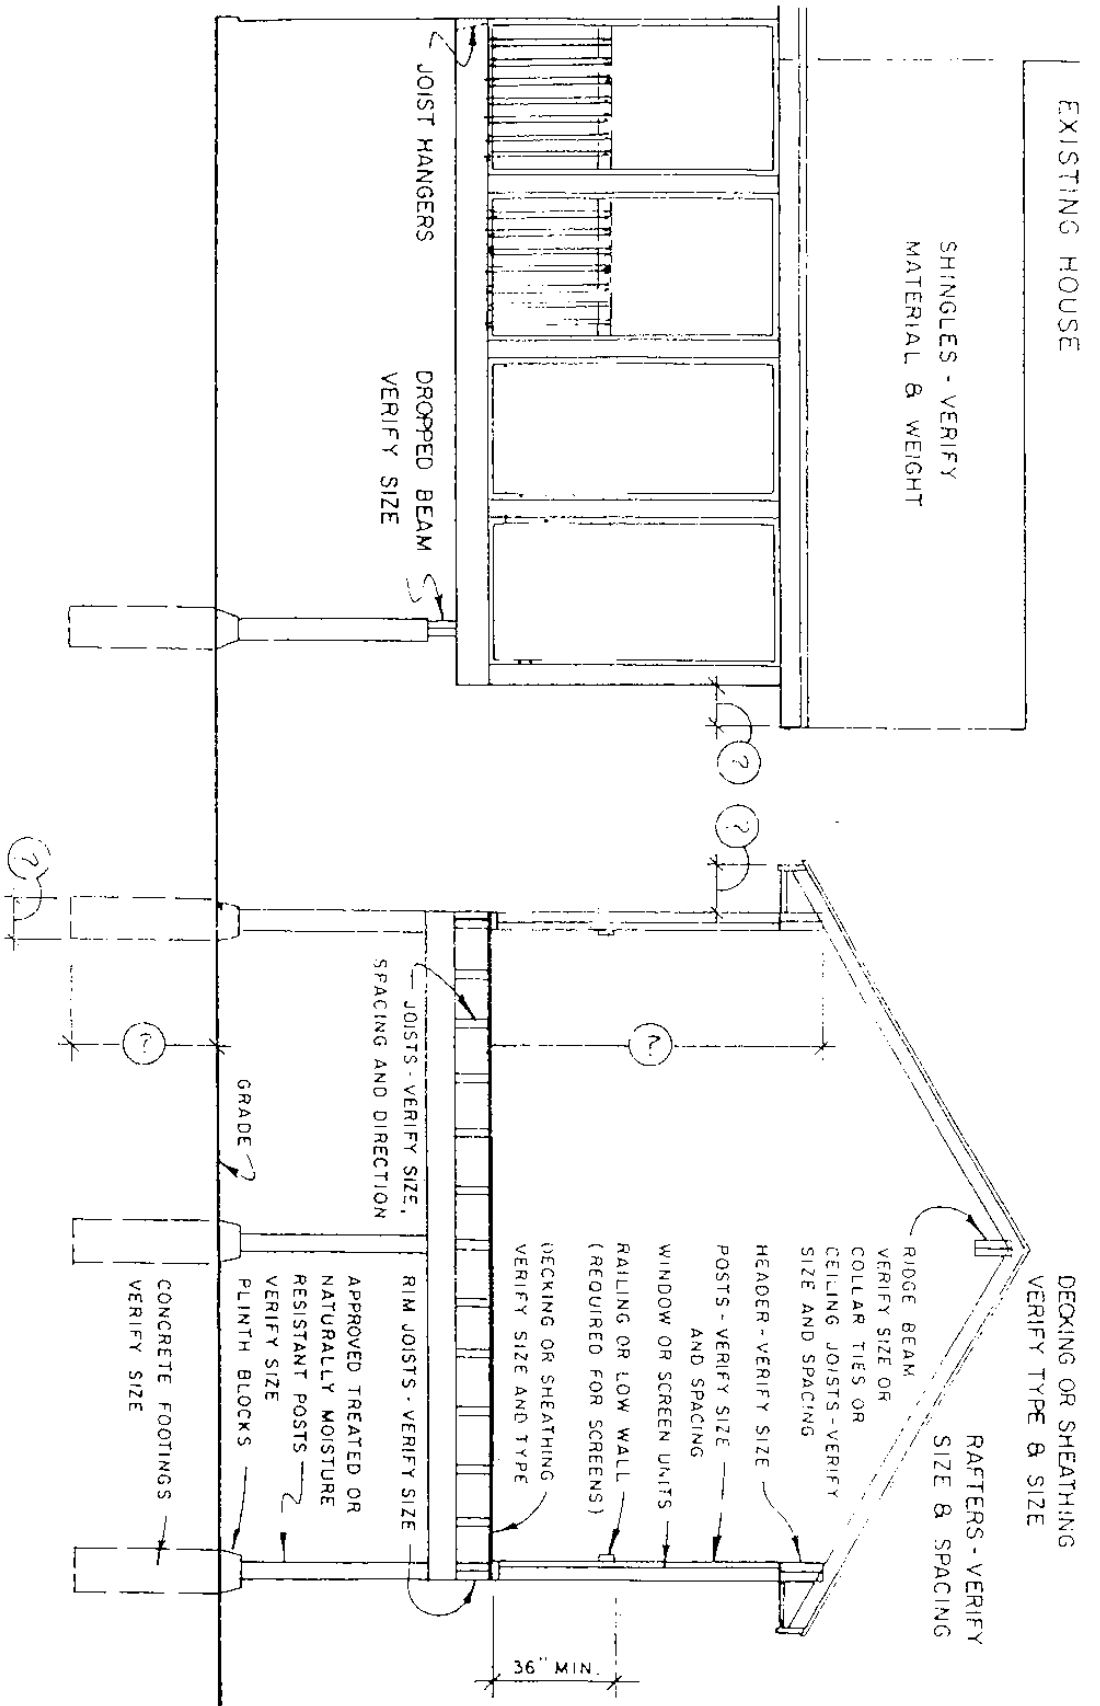 EXISTING HOUSE
SHINGLES - VERIFY
MATERIAL & WEIGHT
JOIST HANGERS
DROPPED BEAM
VERIFY SIZE
?
?
DECKING OR SHEATHING
VERIFY TYPE & SIZE
RAFTERS - VERIFY
SIZE & SPACING
RIDGE BEAM
VERIFY SIZE OR
COLLAR TIES OR
CEILING JOISTS - VERIFY
SIZE AND SPACING
HEADER - VERIFY SIZE
POSTS - VERIFY SIZE
AND SPACING
WINDOW OR SCREEN UNITS
RAILING OR LOW WALL
(REQUIRED FOR SCREENS)
DECKING OR SHEATHING
VERIFY SIZE AND TYPE
36" MIN.
?
JOISTS - VERIFY SIZE,
SPACING AND DIRECTION
RIM JOISTS - VERIFY SIZE
APPROVED TREATED OR
NATURALLY MOISTURE
RESISTANT POSTS
VERIFY SIZE
GRADE
PLINTH BLOCKS
?
CONCRETE FOOTINGS
VERIFY SIZE
?